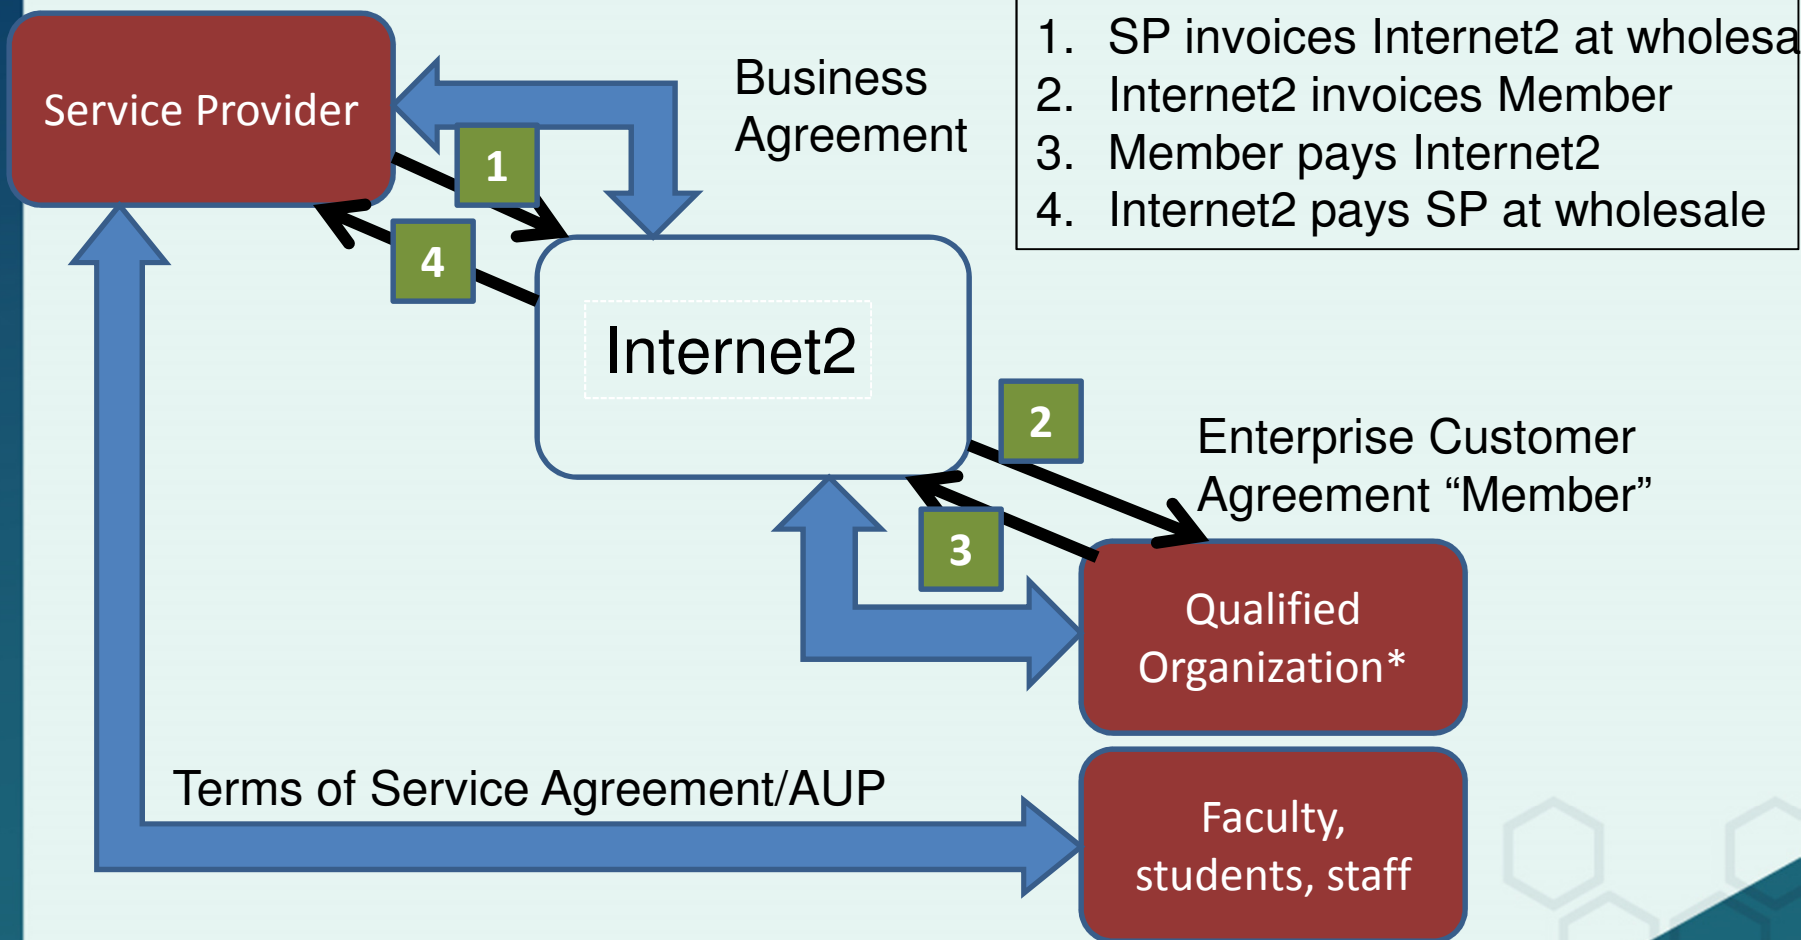 Service Provider
Business
Agreement
1. SP invoices Internet2 at
2. Internet2 invoices Member
3. Member pays Internet2
4. Internet2 pays SP at wholesale
1
4
Internet2
2
3
Enterprise Customer
Agreement “Member”
Qualified
Organization*
Terms of Service Agreement/AUP
Faculty,
students, staff